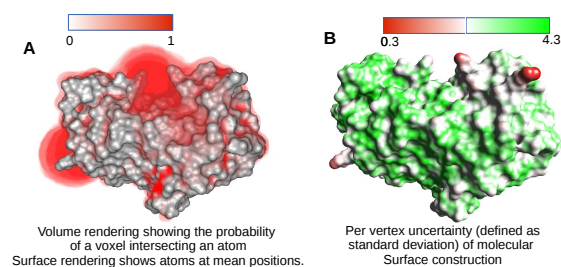 0
1
A
Volume rendering showing the probability
of a voxel intersecting an atom
Surface rendering shows atoms at mean positions.
B
0.3
4.3
Per vertex uncertainty (defined as
standard deviation) of molecular
Surface construction